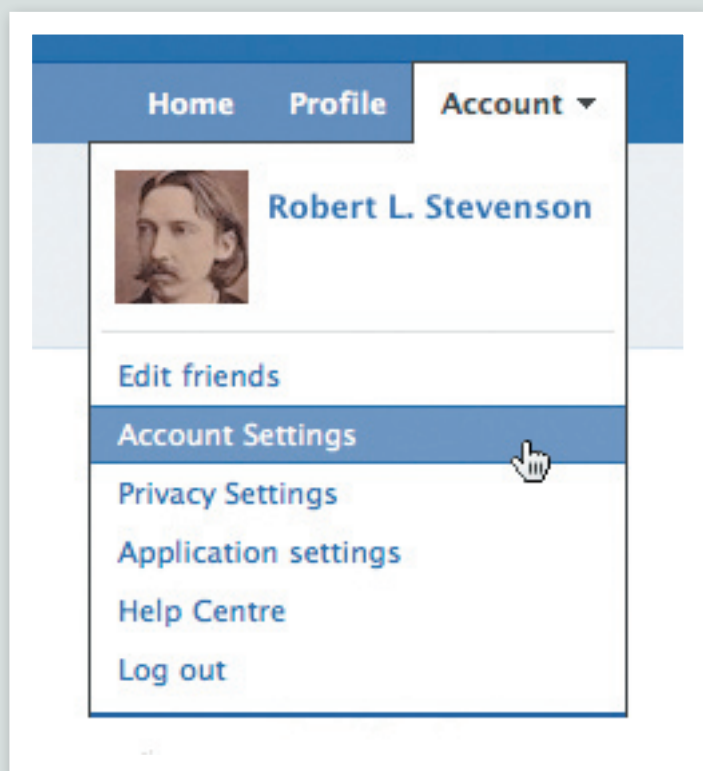 Home Profile Account
Robert L. Stevenson
Edit friends
Account Settings
Privacy Settings
Application settings
Help Centre
Log out